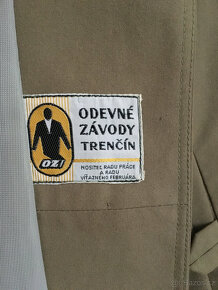 ODEVNÉ
ZÁVODY
TRENČÍN
OZ
NOSITEĽ RADU PRÁCE
A RADU
VÍŤAZNÉHO FEBRUÁRA